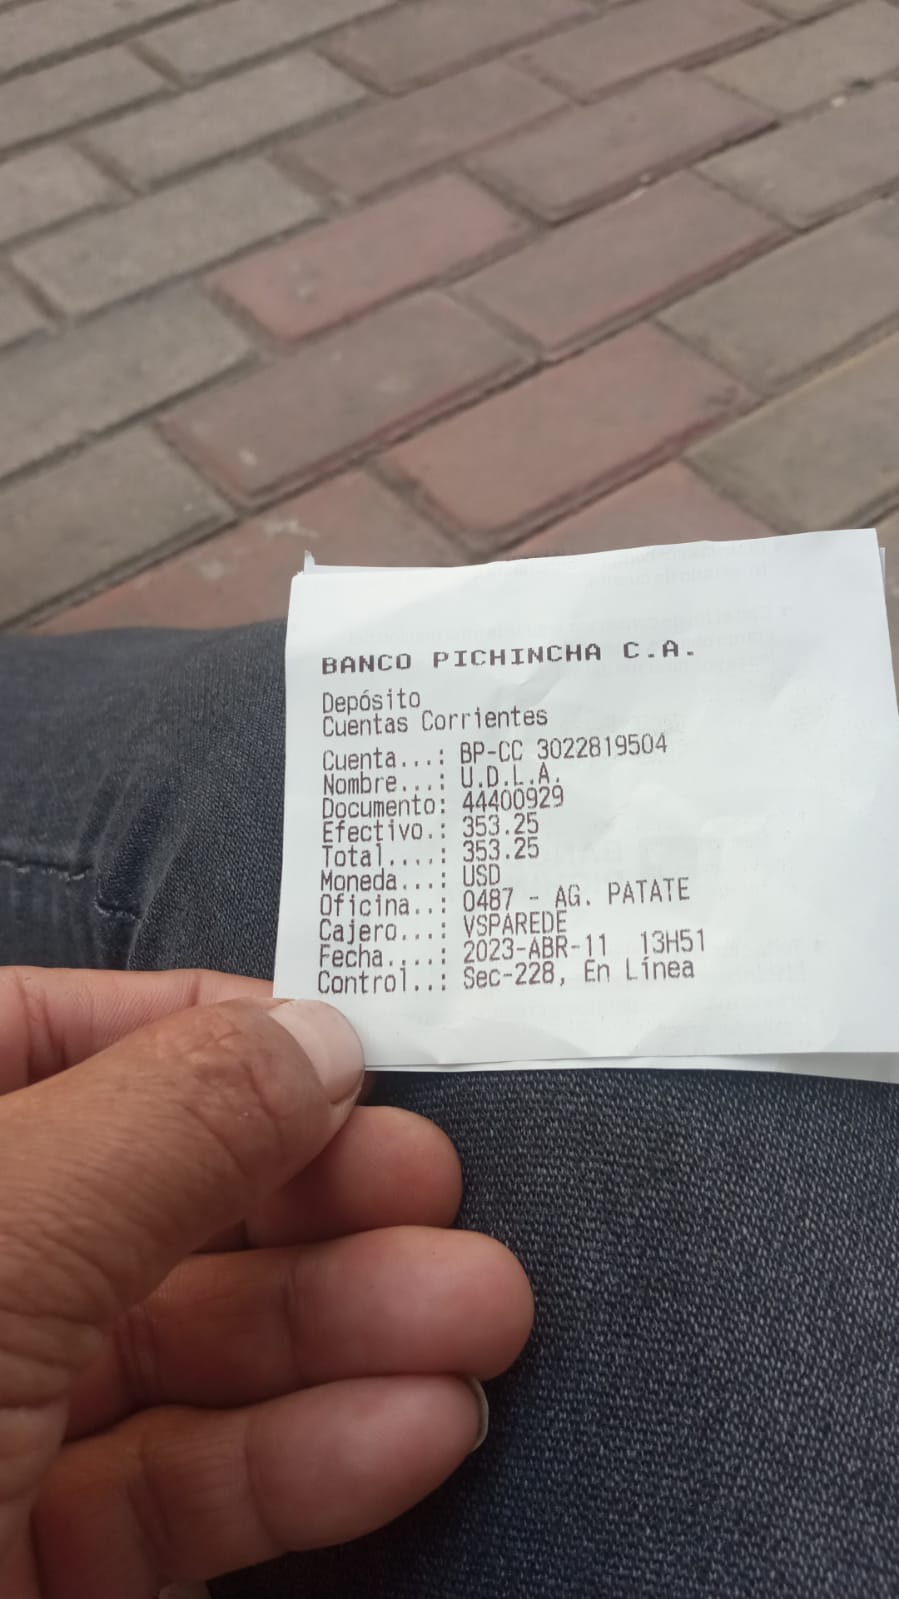 BANCO PICHINCHA C.A.
Depósito
Cuentas Corrientes
Cuenta...: BP-CC 3022819504
Nombre...: U.D.L.A.
Documento: 44400929
Efectivo.: 353.25
Total....: 353.25
Moneda...: USD
Oficina..: 0487 - AG. PATATE
Cajero...: VSPAREDE
Fecha....: 2023-ABR-11 13H51
Control..: Sec-228, En Línea